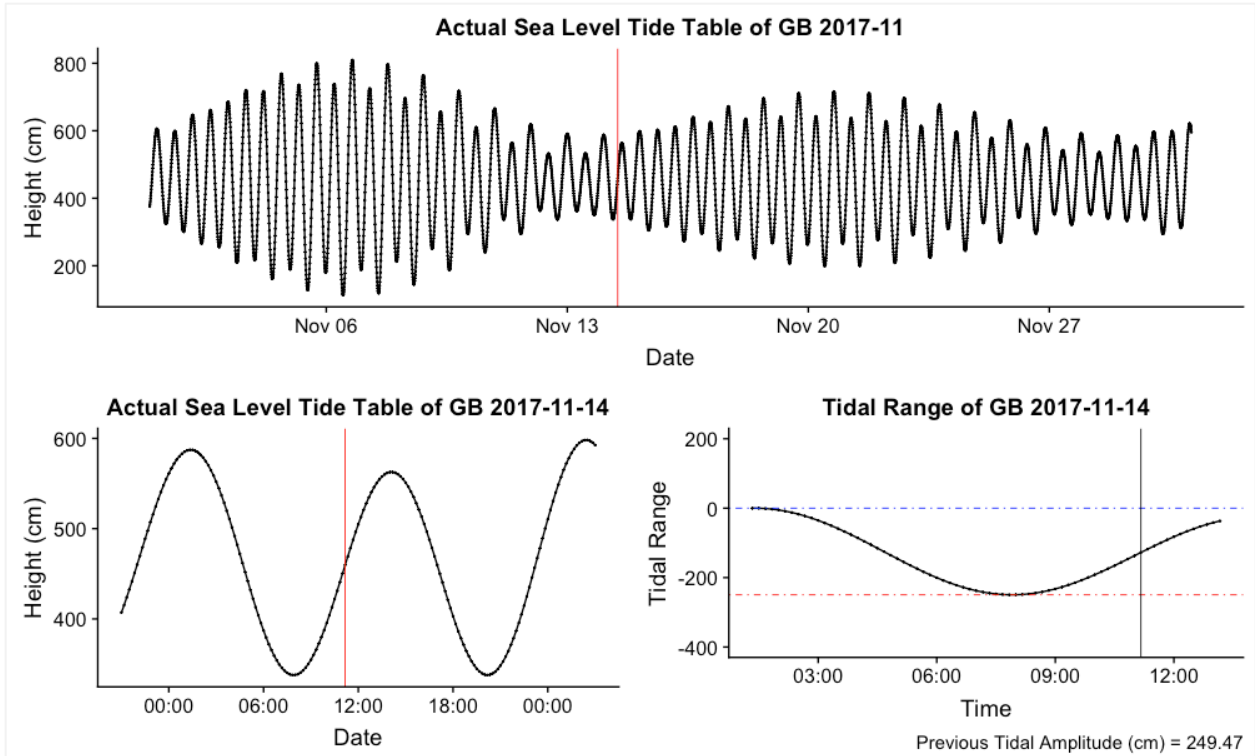 Actual Sea Level Tide Table of GB 2017-11
800
600
400
200
Height (cm)
Nov 06 Nov 13 Nov 20 Nov 27
Date
Actual Sea Level Tide Table of GB 2017-11-14
600
500
400
Height (cm)
00:00 06:00 12:00 18:00 00:00
Date
Tidal Range of GB 2017-11-14
200
0
-200
-400
Tidal Range
03:00 06:00 09:00 12:00
Time
Previous Tidal Amplitude (cm) = 249.47